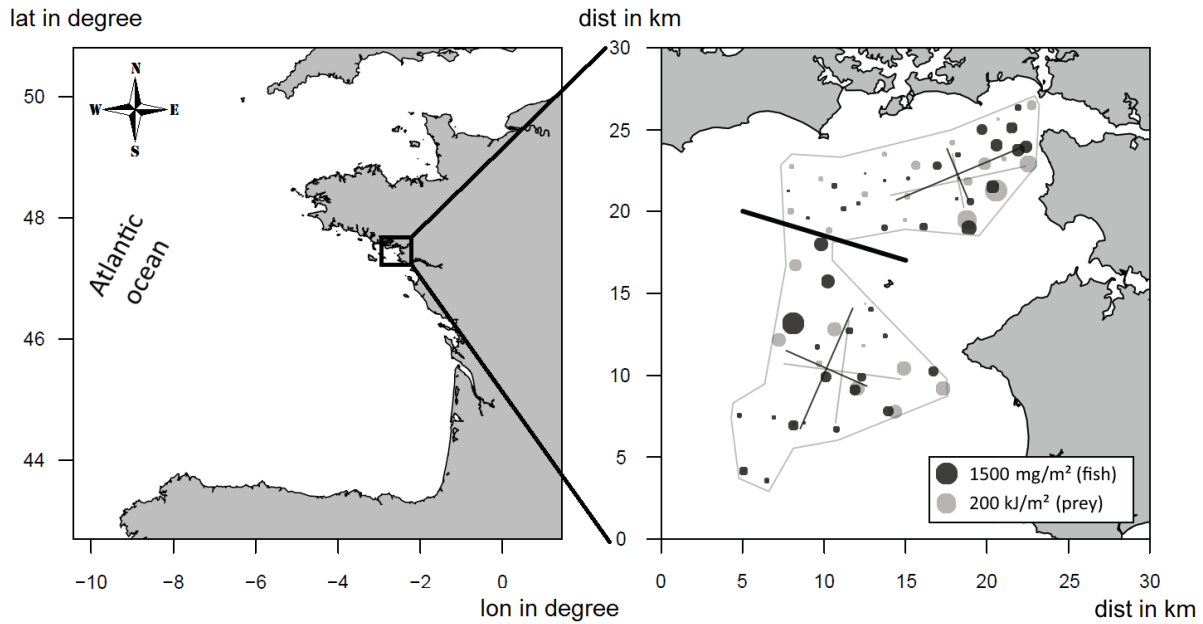 lat in degree
dist in km
N
W E
S
50
48
46
44
Atlantic
ocean
−10 −8 −6 −4 −2 0
lon in degree
30
25
20
15
10
5
0
1500 mg/m² (fish)
200 kJ/m² (prey)
0 5 10 15 20 25 30
dist in km